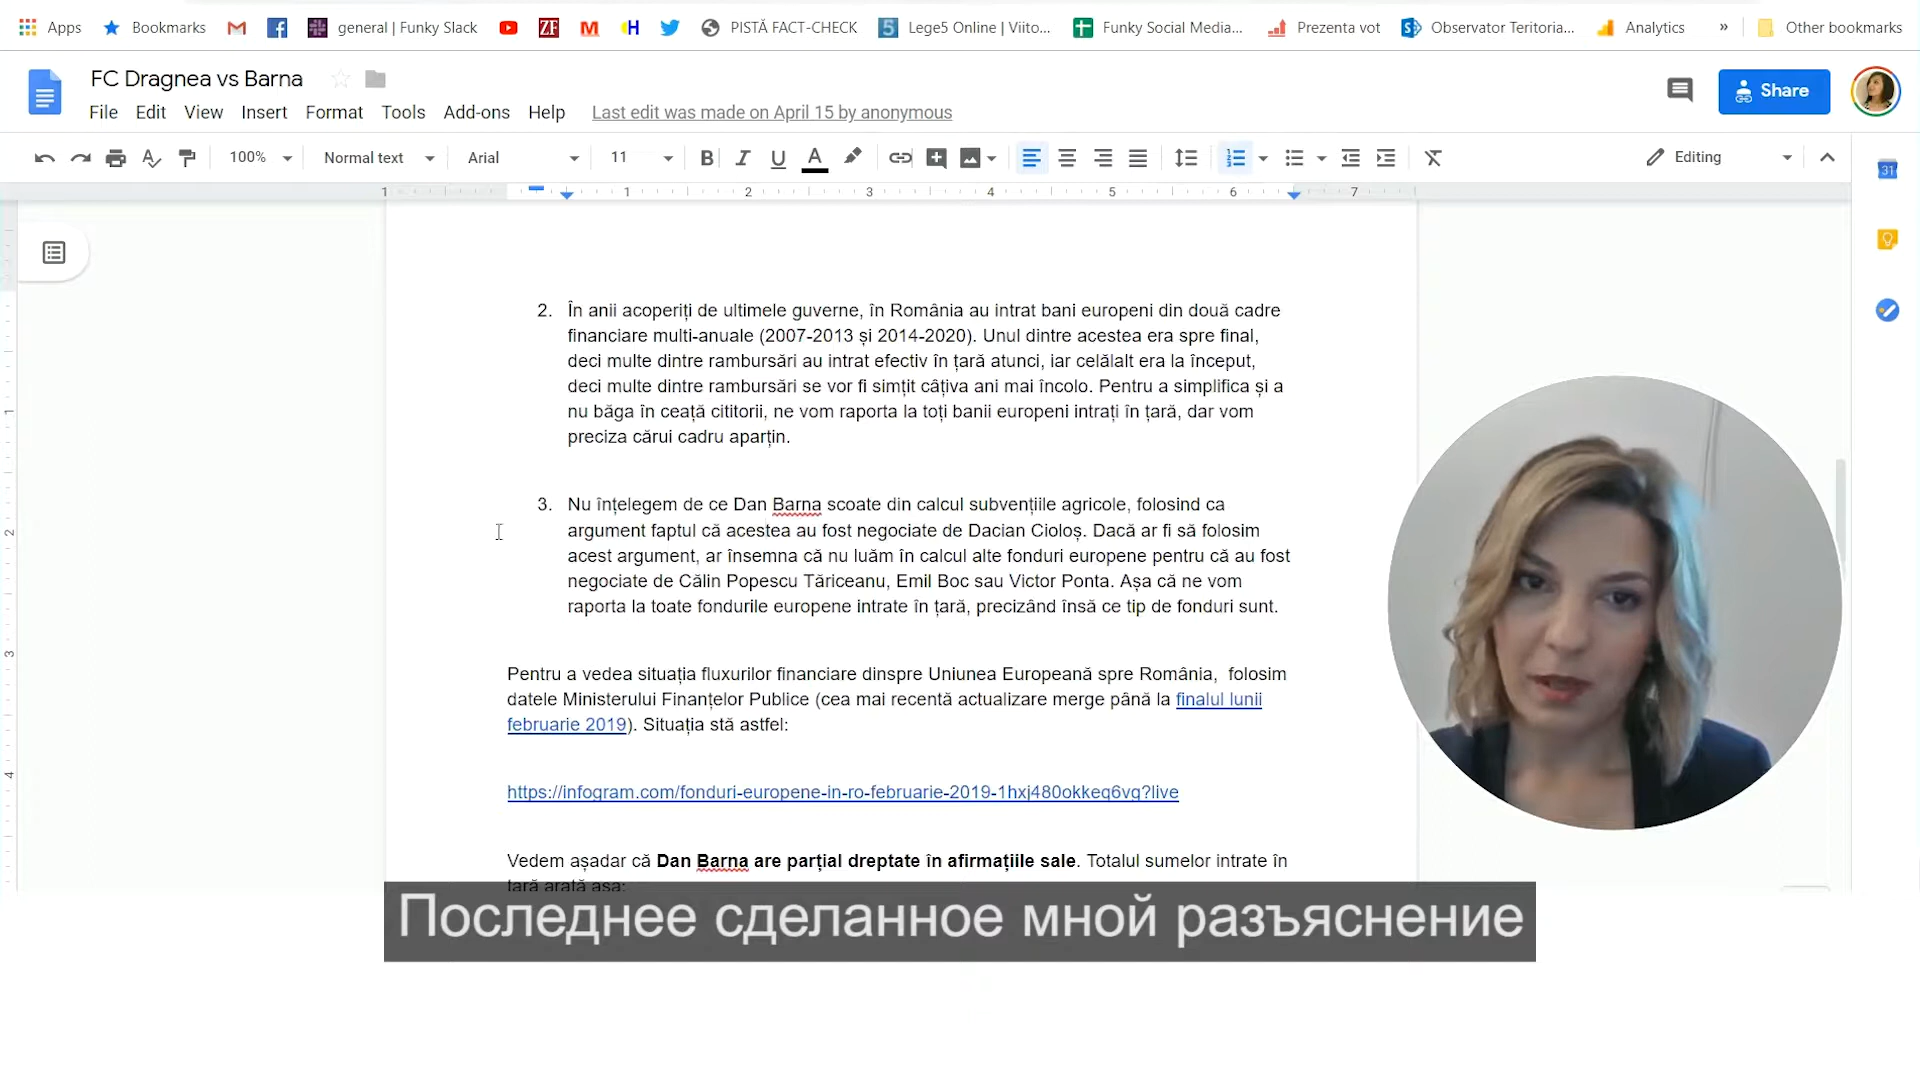 Apps Bookmarks general | Funky Slack PISTĂ FACT-CHECK Lege5 Online | Viito... Funky Social Media... Prezenta vot Observator Teritoria... Analytics » Other bookmarks
FC Dragnea vs Barna
Share
File Edit View Insert Format Tools Add-ons Help Last edit was made on April 15 by anonymous
100% Normal text Arial 11 B I U A Editing
1 1 2 3 4 5 6 7
31
2. În anii acoperiți de ultimele guverne, în România au intrat bani europeni din două cadre
financiare multi-anuale (2007-2013 și 2014-2020). Unul dintre acestea era spre final,
deci multe dintre rambursări au intrat efectiv în țară atunci, iar celălalt era la început,
deci multe dintre rambursări se vor fi simțit câțiva ani mai încolo. Pentru a simplifica și a
nu băga în ceață cititorii, ne vom raporta la toți banii europeni intrați în țară, dar vom
preciza cărui cadru aparțin.
3. Nu înțelegem de ce Dan Barna scoate din calcul subvențiile agricole, folosind ca
argument faptul că acestea au fost negociate de Dacian Cioloș. Dacă ar fi să folosim
acest argument, ar însemna că nu luăm în calcul alte fonduri europene pentru că au fost
negociate de Călin Popescu Tăriceanu, Emil Boc sau Victor Ponta. Așa că ne vom
raporta la toate fondurile europene intrate în țară, precizând însă ce tip de fonduri sunt.
Pentru a vedea situația fluxurilor financiare dinspre Uniunea Europeană spre România, folosim
datele Ministerului Finanțelor Publice (cea mai recentă actualizare merge până la finalul lunii
februarie 2019). Situația stă astfel:
https://infogram.com/fonduri-europene-in-ro-februarie-2019-1hxj480okkeq6vg?live
Vedem așadar că Dan Barna are parțial dreptate în afirmațiile sale. Totalul sumelor intrate în
țară arată așa:
Последнее сделанное мной разъяснение